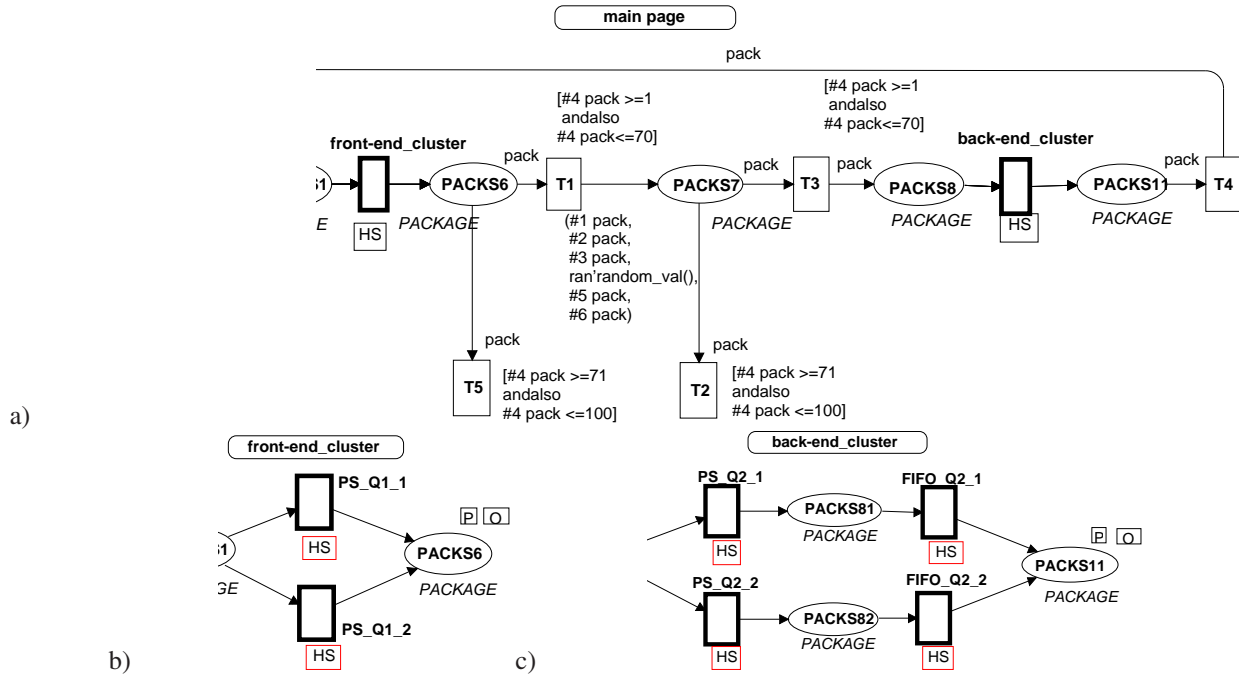 main page
pack
[#4 pack >=1
andalso
#4 pack<=70]
[#4 pack >=1
andalso
#4 pack<=70]
front-end_cluster
back-end_cluster
pack
pack
pack
pack
S1
PACKS6
T1
PACKS7
T3
PACKS8
PACKS11
T4
E
HS
PACKAGE
PACKAGE
PACKAGE
HS
PACKAGE
(#1 pack,
#2 pack,
#3 pack,
ran'random_val(),
#5 pack,
#6 pack)
pack
pack
T5
[#4 pack >=71
andalso
#4 pack <=100]
T2
[#4 pack >=71
andalso
#4 pack <=100]
a)
front-end_cluster
PS_Q1_1
HS
P
O
S1
GE
PACKS6
PACKAGE
PS_Q1_2
HS
b)
back-end_cluster
PS_Q2_1
FIFO_Q2_1
PACKS81
PACKAGE
HS
HS
P
O
PACKS11
PACKAGE
PS_Q2_2
FIFO_Q2_2
PACKS82
PACKAGE
HS
HS
c)